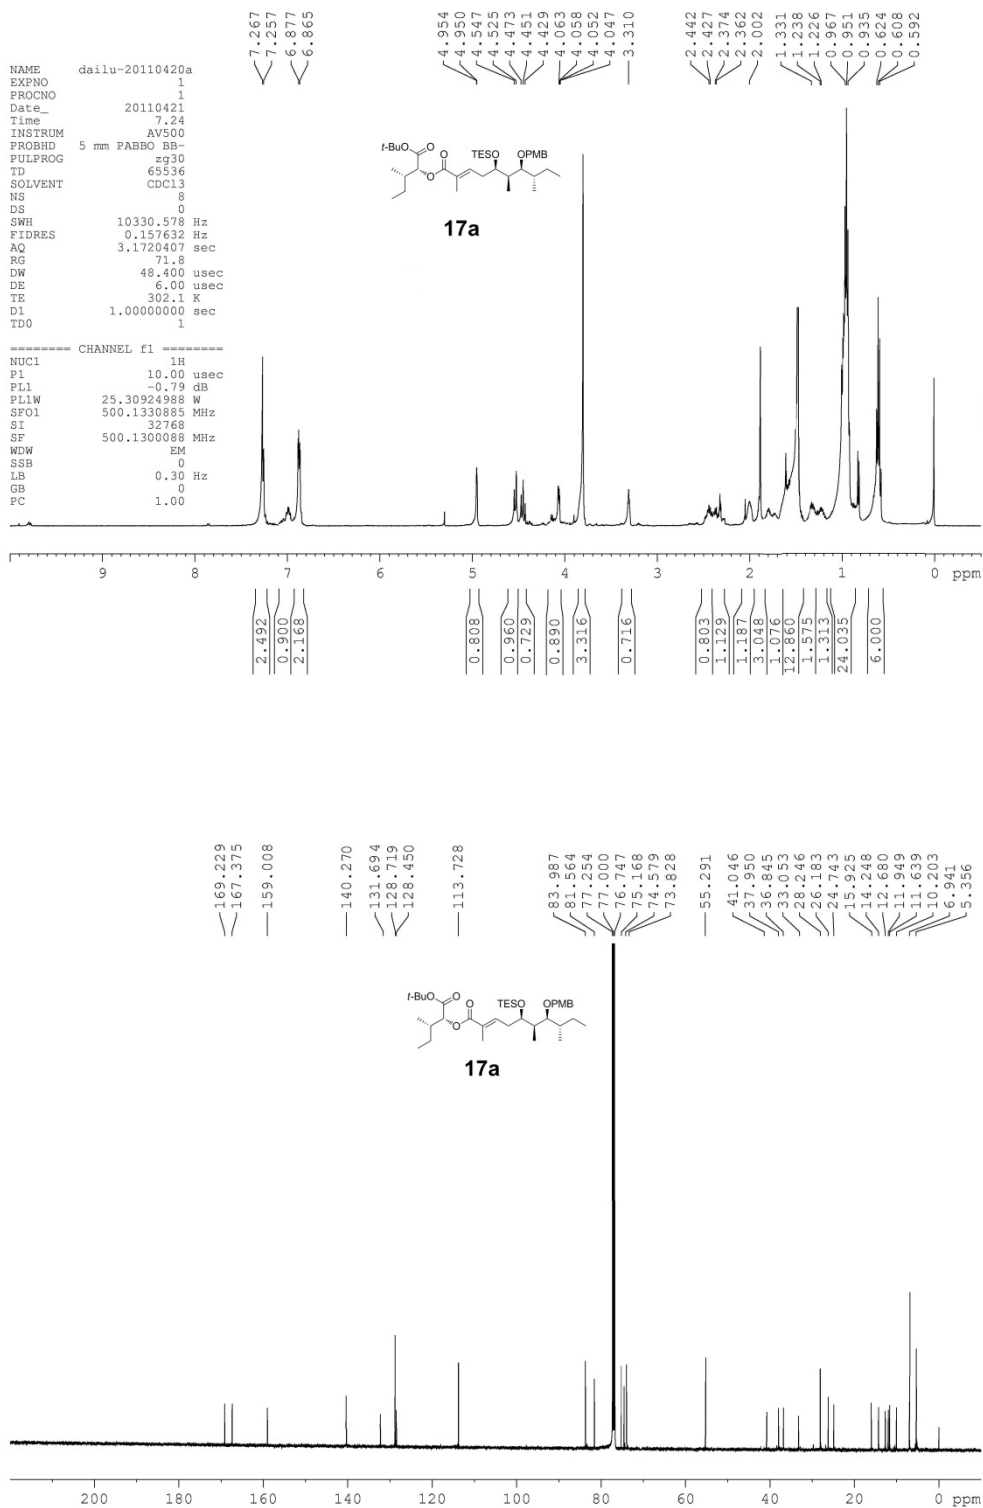 7.267
7.257
6.877
6.865
4.954
4.950
4.547
4.525
4.473
4.451
4.429
4.063
4.058
4.052
4.047
3.310
2.442
2.427
2.374
2.362
2.002
1.331
1.238
1.226
0.967
0.951
0.935
0.624
0.608
0.592
NAME dailu-20110420a
EXPNO 1
PROCNO 1
Date_ 20110421
Time 7.24
INSTRUM AV500
PROBHD 5 mm PABBO BB-
PULPROG zg30
TD 65536
SOLVENT CDCl3
NS 8
DS 0
SWH 10330.578 Hz
FIDRES 0.157632 Hz
AQ 3.1720407 sec
RG 71.8
DW 48.400 usec
DE 6.00 usec
TE 302.1 K
D1 1.00000000 sec
TD0 1
======== CHANNEL f1 ========
NUC1 1H
P1 10.00 usec
PL1 -0.79 dB
PL1W 25.30924988 W
SFO1 500.1330885 MHz
SI 32768
SF 500.1300088 MHz
WDW EM
SSB 0
LB 0.30 Hz
GB 0
PC 1.00
t-BuO O O TESO OPMB
O
17a
9 8 7 6 5 4 3 2 1 0 ppm
2.492
0.900
2.168
0.808
0.960
0.729
0.890
3.316
0.716
0.803
1.129
1.187
3.048
1.076
12.860
1.575
1.313
24.035
6.000
169.229
167.375
159.008
140.270
131.694
128.719
128.450
113.728
83.987
81.564
77.254
77.000
76.747
75.168
74.579
73.828
55.291
41.046
37.950
36.845
33.053
28.246
26.183
24.743
15.925
14.248
12.680
11.949
11.639
10.203
6.941
5.356
t-BuO O O TESO OPMB
O
17a
200 180 160 140 120 100 80 60 40 20 0 ppm